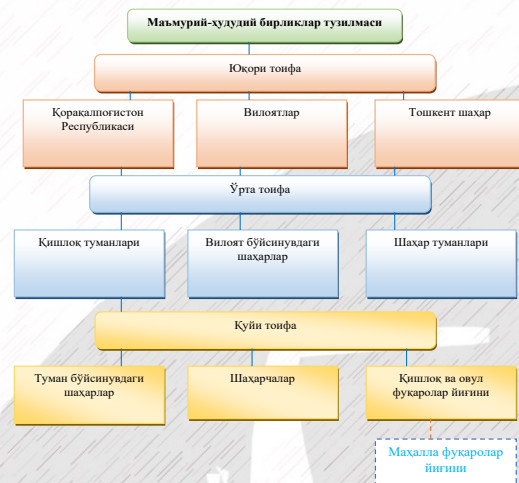 Маъмурий-ҳудудий бирликлар тузилмаси
Юқори тоифа
Қорақалпоғистон
Республикаси
Вилоятлар
Тошкент шаҳар
Ўрта тоифа
Қишлоқ туманлари
Вилоят бўйсинувдаги
шаҳарлар
Шаҳар туманлари
Қуйи тоифа
Туман бўйсинувдаги
шаҳарлар
Шаҳарчалар
Қишлоқ ва овул
фуқаролар йиғини
Маҳалла фуқаролар
йиғини